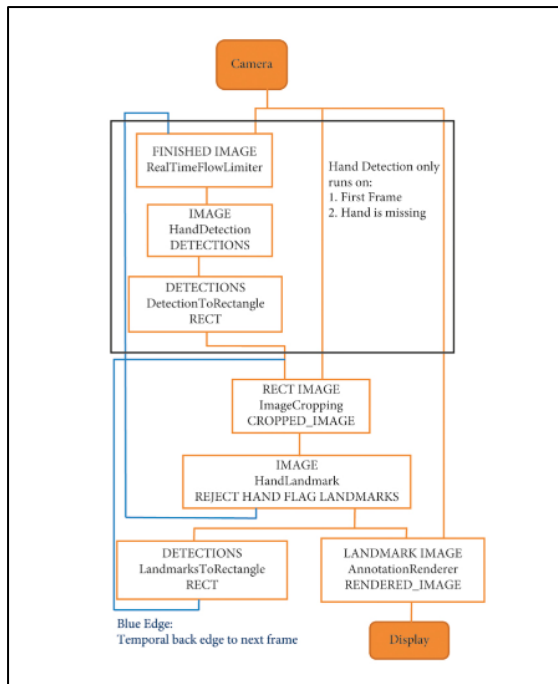 Camera
FINISHED IMAGE
RealTimeFlowLimiter
Hand Detection only
runs on:
1. First Frame
2. Hand is missing
IMAGE
HandDetection
DETECTIONS
DETECTIONS
DetectionToRectangle
RECT
RECT IMAGE
ImageCropping
CROPPED_IMAGE
IMAGE
HandLandmark
REJECT HAND FLAG LANDMARKS
DETECTIONS
LandmarksToRectangle
RECT
LANDMARK IMAGE
AnnotationRenderer
RENDERED_IMAGE
Blue Edge:
Temporal back edge to next frame
Display